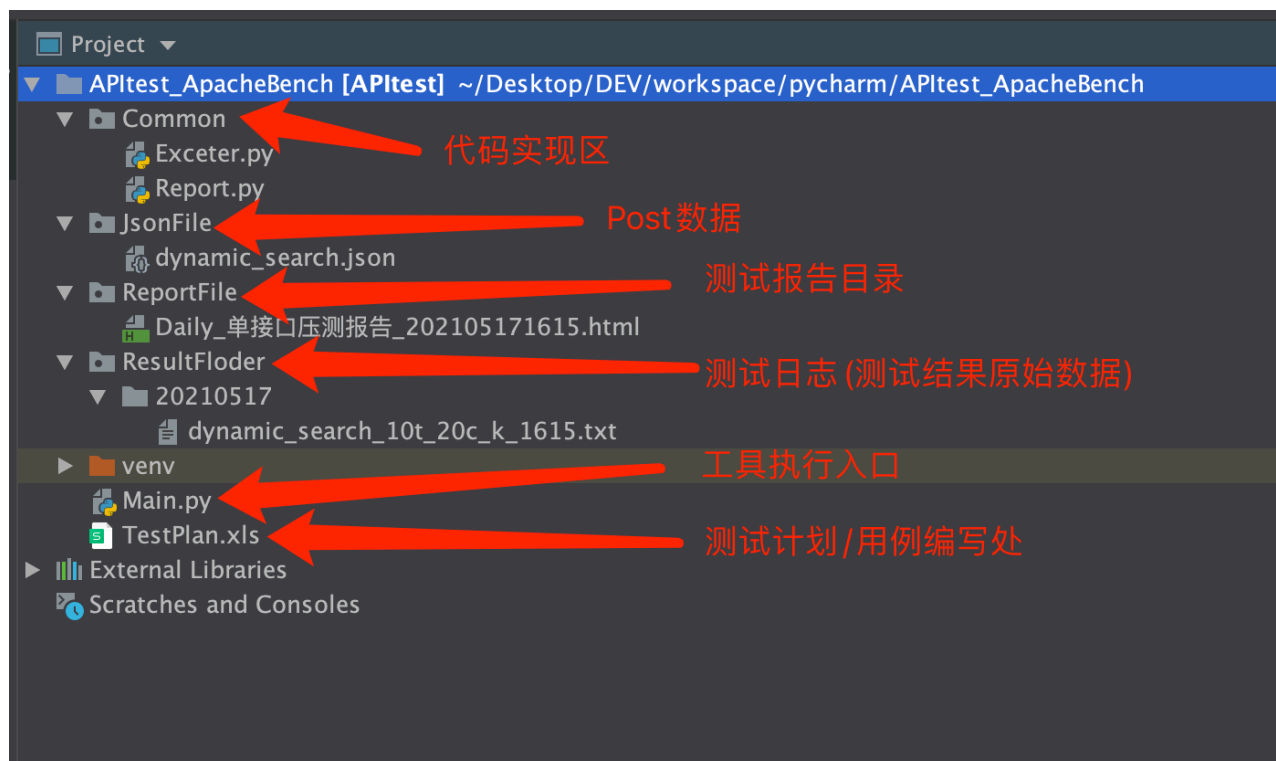 Project
APItest_ApacheBench [APItest] ~/Desktop/DEV/workspace/pycharm/APItest_ApacheBench
Common
代码实现区
Exceter.py
Report.py
JsonFile
Post数据
dynamic_search.json
测试报告目录
ReportFile
Daily_单接口压测报告_202105171615.html
ResultFloder
测试日志(测试结果原始数据)
20210517
dynamic_search_10t_20c_k_1615.txt
venv
工具执行入口
Main.py
TestPlan.xls
测试计划/用例编写处
External Libraries
Scratches and Consoles